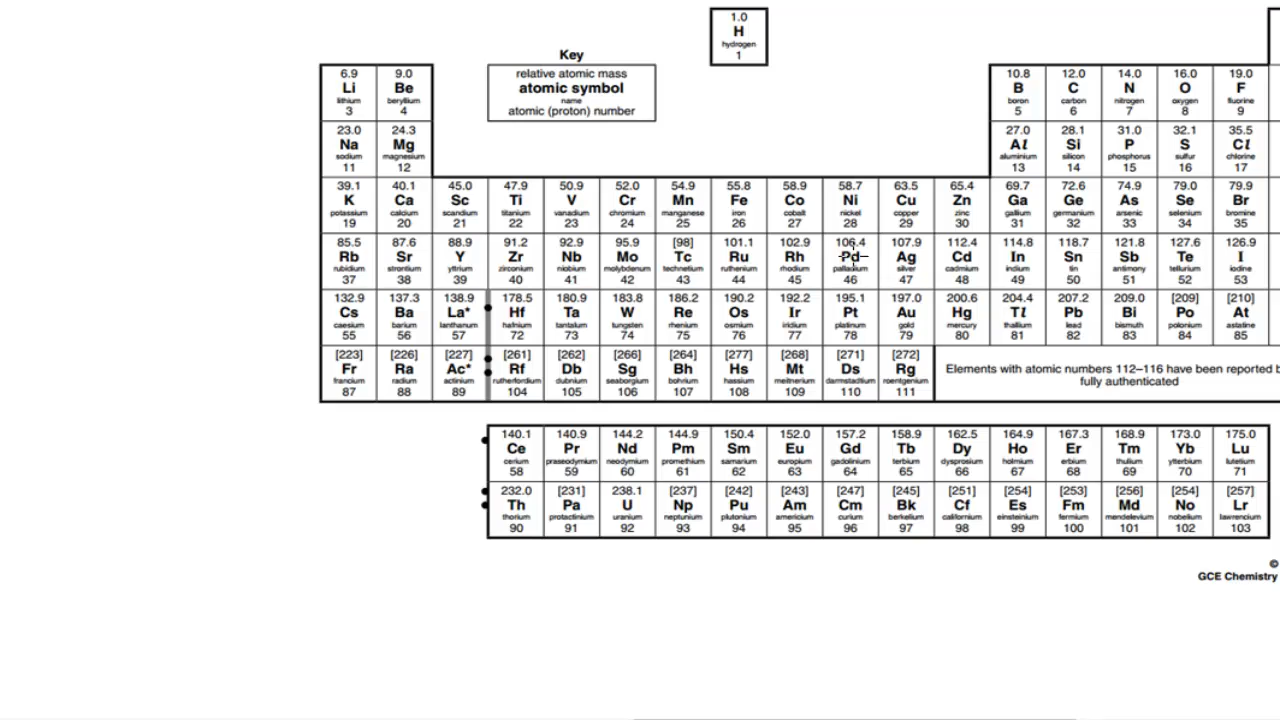 1.0
H
hydrogen
1
Key
relative atomic mass
atomic symbol
name
atomic (proton) number
6.9 9.0 10.8 12.0 14.0 16.0 19.0
Li Be B C N O F
lithium beryllium boron carbon nitrogen oxygen fluorine
3 4 5 6 7 8 9
23.0 24.3 27.0 28.1 31.0 32.1 35.5
Na Mg Al Si P S Cl
sodium magnesium aluminium silicon phosphorus sulfur chlorine
11 12 13 14 15 16 17
39.1 40.1 45.0 47.9 50.9 52.0 54.9 55.8 58.9 58.7 63.5 65.4 69.7 72.6 74.9 79.0 79.9
K Ca Sc Ti V Cr Mn Fe Co Ni Cu Zn Ga Ge As Se Br
potassium calcium scandium titanium vanadium chromium manganese iron cobalt nickel copper zinc gallium germanium arsenic selenium bromine
19 20 21 22 23 24 25 26 27 28 29 30 31 32 33 34 35
85.5 87.6 88.9 91.2 92.9 95.9 [98] 101.1 102.9 106.4 107.9 112.4 114.8 118.7 121.8 127.6 126.9
Rb Sr Y Zr Nb Mo Tc Ru Rh Pd Ag Cd In Sn Sb Te I
rubidium strontium yttrium zirconium niobium molybdenum technetium ruthenium rhodium palladium silver cadmium indium tin antimony tellurium iodine
37 38 39 40 41 42 43 44 45 46 47 48 49 50 51 52 53
132.9 137.3 138.9 178.5 180.9 183.8 186.2 190.2 192.2 195.1 197.0 200.6 204.4 207.2 209.0 [209] [210]
Cs Ba La* Hf Ta W Re Os Ir Pt Au Hg Tl Pb Bi Po At
caesium barium lanthanum hafnium tantalum tungsten rhenium osmium iridium platinum gold mercury thallium lead bismuth polonium astatine
55 56 57 72 73 74 75 76 77 78 79 80 81 82 83 84 85
[223] [226] [227] [261] [262] [266] [264] [277] [268] [271] [272]
Fr Ra Ac* Rf Db Sg Bh Hs Mt Ds Rg
francium radium actinium rutherfordium dubnium seaborgium bohrium hassium meitnerium darmstadtium roentgenium
87 88 89 104 105 106 107 108 109 110 111
Elements with atomic numbers 112–116 have been reported b
fully authenticated
140.1 140.9 144.2 144.9 150.4 152.0 157.2 158.9 162.5 164.9 167.3 168.9 173.0 175.0
Ce Pr Nd Pm Sm Eu Gd Tb Dy Ho Er Tm Yb Lu
cerium praseodymium neodymium promethium samarium europium gadolinium terbium dysprosium holmium erbium thulium ytterbium lutetium
58 59 60 61 62 63 64 65 66 67 68 69 70 71
232.0 [231] 238.1 [237] [242] [243] [247] [245] [251] [254] [253] [256] [254] [257]
Th Pa U Np Pu Am Cm Bk Cf Es Fm Md No Lr
thorium protactinium uranium neptunium plutonium americium curium berkelium californium einsteinium fermium mendelevium nobelium lawrencium
90 91 92 93 94 95 96 97 98 99 100 101 102 103
©
GCE Chemistry